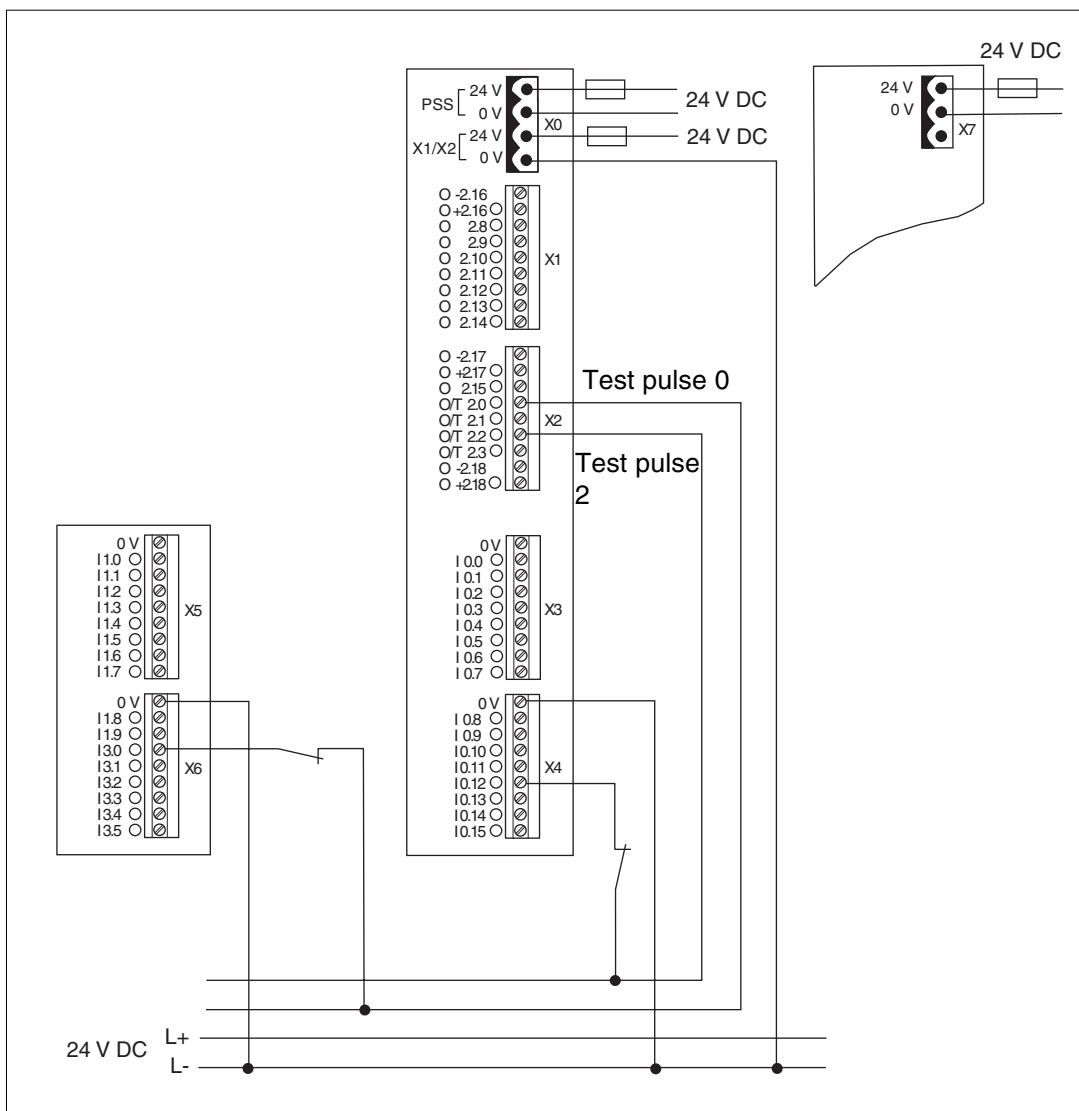 24 V DC
24 V
0 V
X7
PSS
24 V
0 V
X0
24 V DC
X1/X2
24 V
0 V
24 V DC
O -2.16
O +2.16
O 2.8
O 2.9
O 2.10
O 2.11
O 2.12
O 2.13
O 2.14
X1
O -2.17
O +2.17
O 2.15
O/T 2.0
O/T 2.1
O/T 2.2
O/T 2.3
O -2.18
O +2.18
X2
Test pulse 0
Test pulse
2
0 V
I 1.0
I 1.1
I 1.2
I 1.3
I 1.4
I 1.5
I 1.6
I 1.7
X5
0 V
I 0.0
I 0.1
I 0.2
I 0.3
I 0.4
I 0.5
I 0.6
I 0.7
X3
0 V
I 1.8
I 1.9
I 3.0
I 3.1
I 3.2
I 3.3
I 3.4
I 3.5
X6
0 V
I 0.8
I 0.9
I 0.10
I 0.11
I 0.12
I 0.13
I 0.14
I 0.15
X4
24 V DC
L+
L-